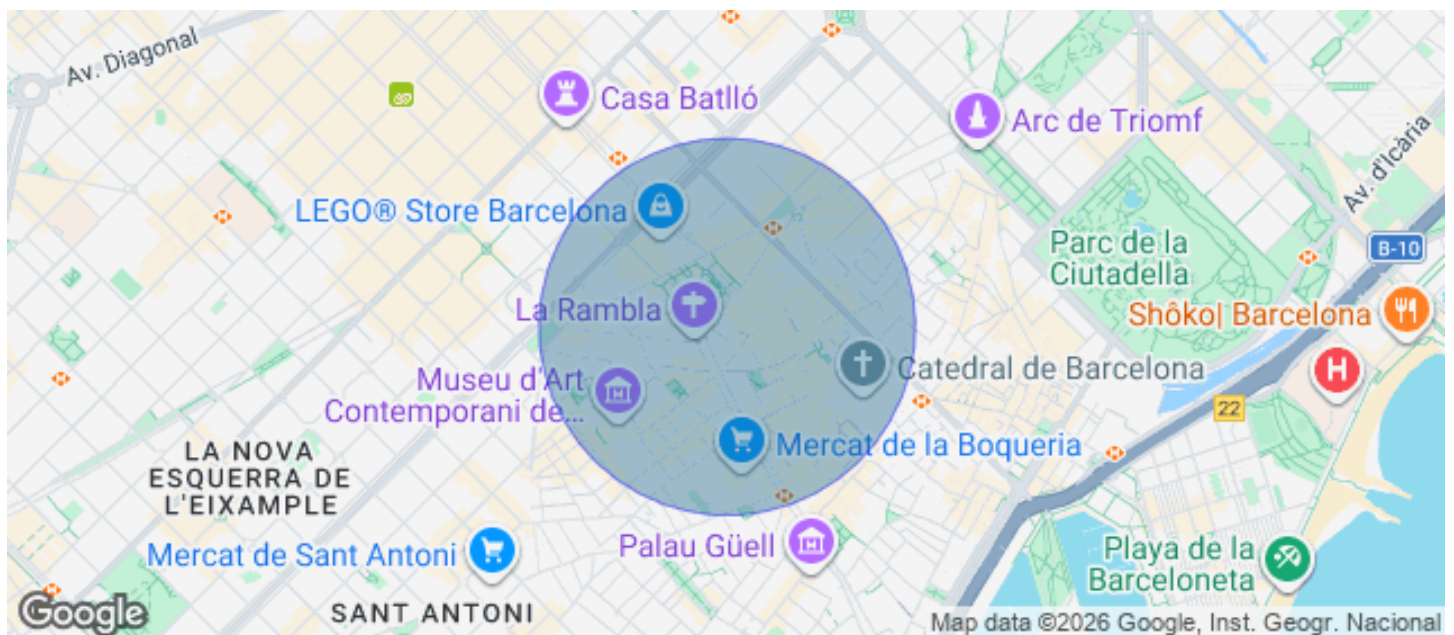 Av. Diagonal
Casa Batlló
Arc de Triomf
Av. d'Icària
LEGO® Store Barcelona
Parc de la
Ciutadella
B-10
La Rambla
Shôko| Barcelona
Museu d'Art
Contemporani de...
Catedral de Barcelona
H
22
LA NOVA
ESQUERRA DE
L'EIXAMPLE
Mercat de la Boqueria
Mercat de Sant Antoni
Palau Güell
Playa de la
Barceloneta
SANT ANTONI
Google
Map data ©2026 Google, Inst. Geogr. Nacional